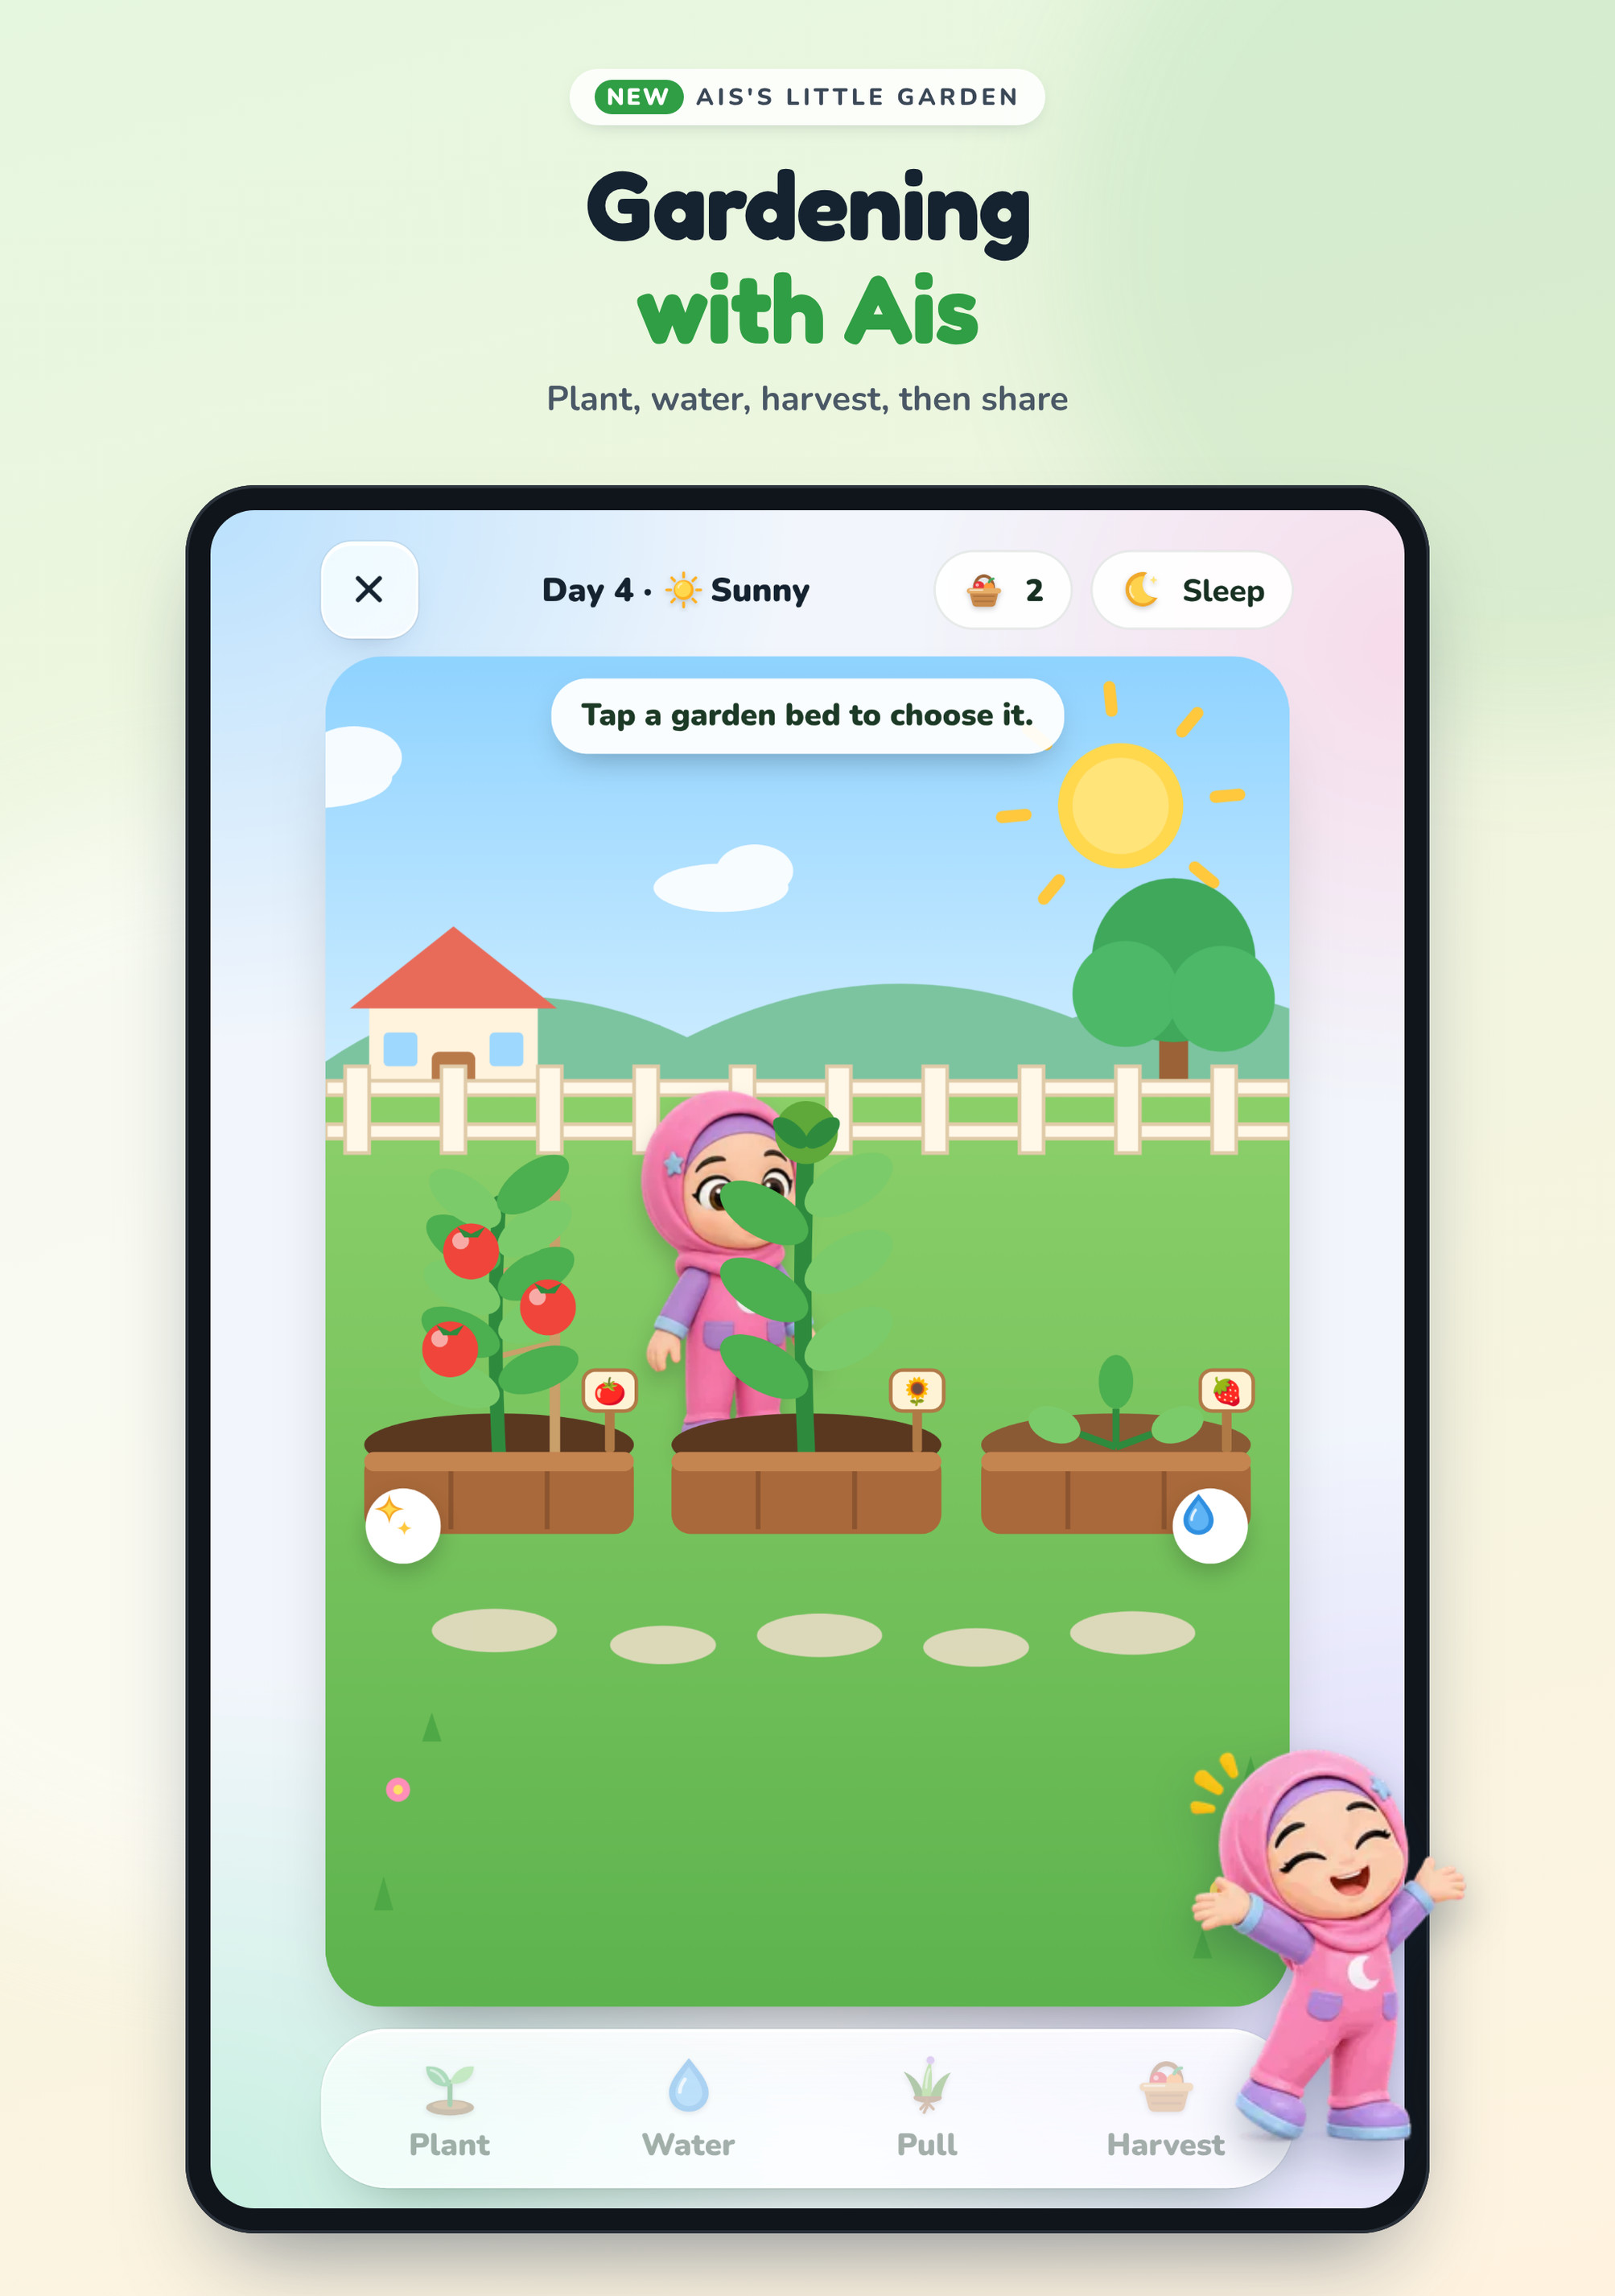 NEW AIS'S LITTLE GARDEN
Gardening
with Ais
Plant, water, harvest, then share
Day 4 · ☀️ Sunny
2
Sleep
Tap a garden bed to choose it.
Plant
Water
Pull
Harvest